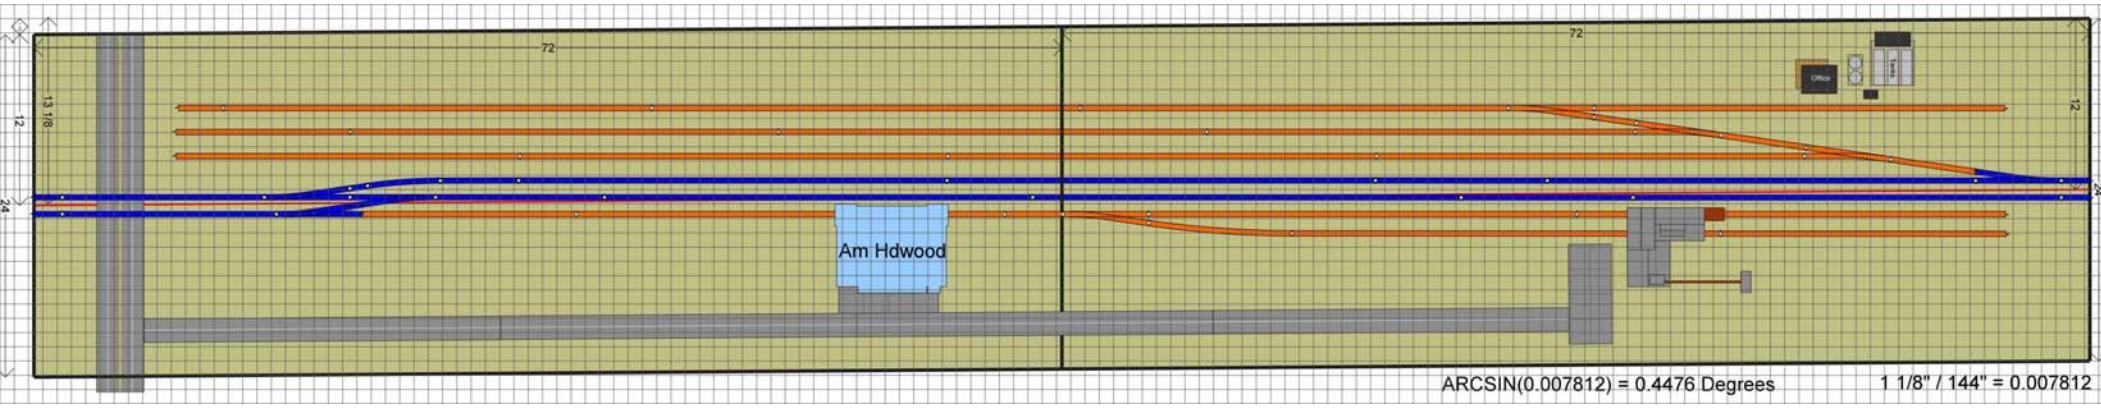 72
72
Office
Tanks
12
13 1/8
12
24
24
Am Hdwood
ARCSIN(0.007812) = 0.4476 Degrees
1 1/8" / 144" = 0.007812